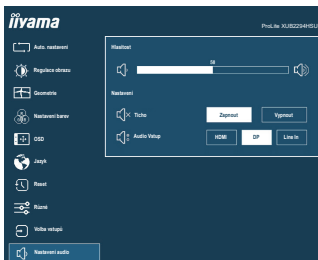 iiyama
ProLite XUB2294HSU
Auto. nastavení
Regulace obrazu
Geometrie
Nastavení barev
OSD
Jazyk
Reset
Různé
Volba vstupů
Nastavení audio
Hlasitost
50
Nastavení
Ticho
Zapnout
Vypnout
Audio Vstup
HDMI
DP
Line In